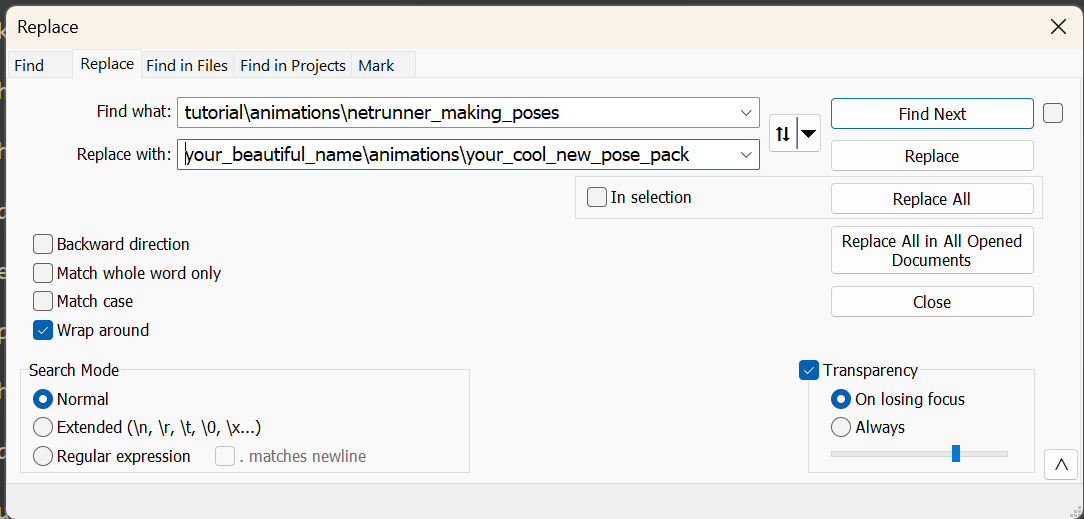 Replace
Find Replace Find in Files Find in Projects Mark
Find what: tutorial\animations\netrunner_making_poses Find Next
Replace with: your_beautiful_name\animations\your_cool_new_pose_pack Replace
In selection Replace All
Backward direction Replace All in All Opened
Documents
Match whole word only
Match case Close
Wrap around
Search Mode Transparency
Normal On losing focus
Extended (\n, \r, \t, \0, \x...) Always
Regular expression . matches newline